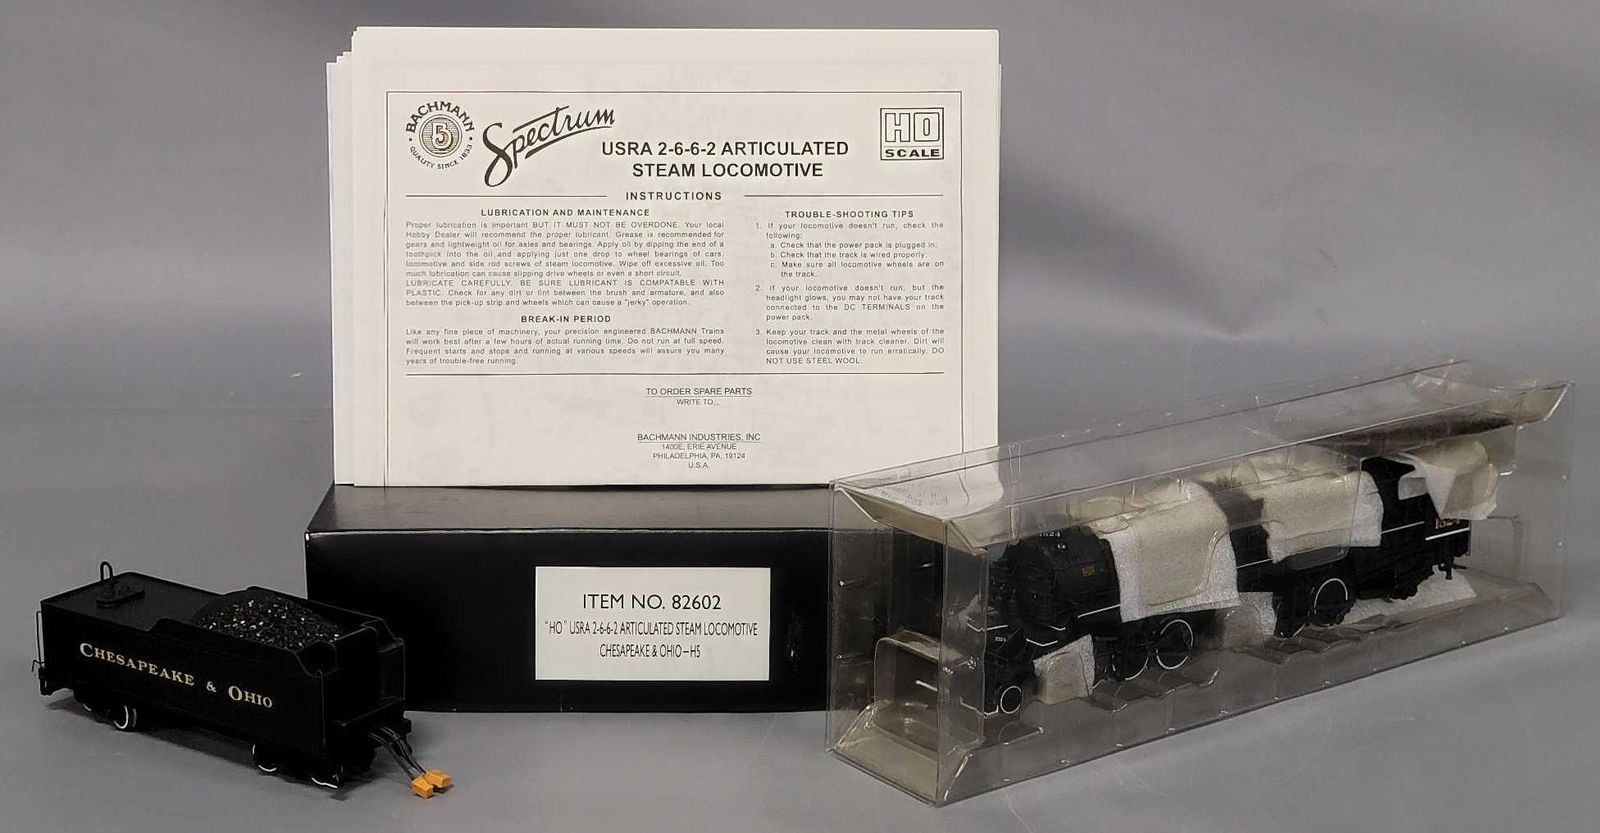 BACHMANN
QUALITY SINCE 1833
Spectrum
USRA 2-6-6-2 ARTICULATED
STEAM LOCOMOTIVE
HO
SCALE
INSTRUCTIONS
LUBRICATION AND MAINTENANCE
Proper lubrication is important BUT IT MUST NOT BE OVERDONE. Your local
Hobby Dealer will recommend the proper lubricant. Grease is recommended for
gears and lightweight oil for axles and bearings. Apply oil by dipping the end of a
toothpick into the oil and applying just one drop to wheel bearings of cars,
locomotive and side rod screws of steam locomotive. Wipe off excessive oil. Too
much lubrication can cause slipping drive wheels or even a short circuit.
LUBRICATE CAREFULLY. BE SURE LUBRICANT IS COMPATABLE WITH
PLASTIC. Check for any dirt or lint between the brush and armature, and also
between the pick-up strip and wheels which can cause a "jerky" operation.
BREAK-IN PERIOD
Like any fine piece of machinery, your precision engineered BACHMANN Trains
will work best after a few hours of actual running time. Do not run at full speed.
Frequent starts and stops and running at various speeds will assure you many
years of trouble-free running.
TROUBLE-SHOOTING TIPS
1. If your locomotive doesn't run, check the
following;
a. Check that the power pack is plugged in;
b. Check that the track is wired properly;
c. Make sure all locomotive wheels are on
the track.
2. If your locomotive doesn't run, but the
headlight glows, you may not have your track
connected to the DC TERMINALS on the
power pack.
3. Keep your track and the metal wheels of the
locomotive clean with track cleaner. Dirt will
cause your locomotive to run erratically. DO
NOT USE STEEL WOOL.
TO ORDER SPARE PARTS
WRITE TO...
BACHMANN INDUSTRIES, INC
1400E, ERIE AVENUE
PHILADELPHIA, PA, 19124
U.S.A.
ITEM NO. 82602
"HO" USRA 2-6-6-2 ARTICULATED STEAM LOCOMOTIVE
CHESAPEAKE & OHIO-H5
CHESAPEAKE & OHIO
1524